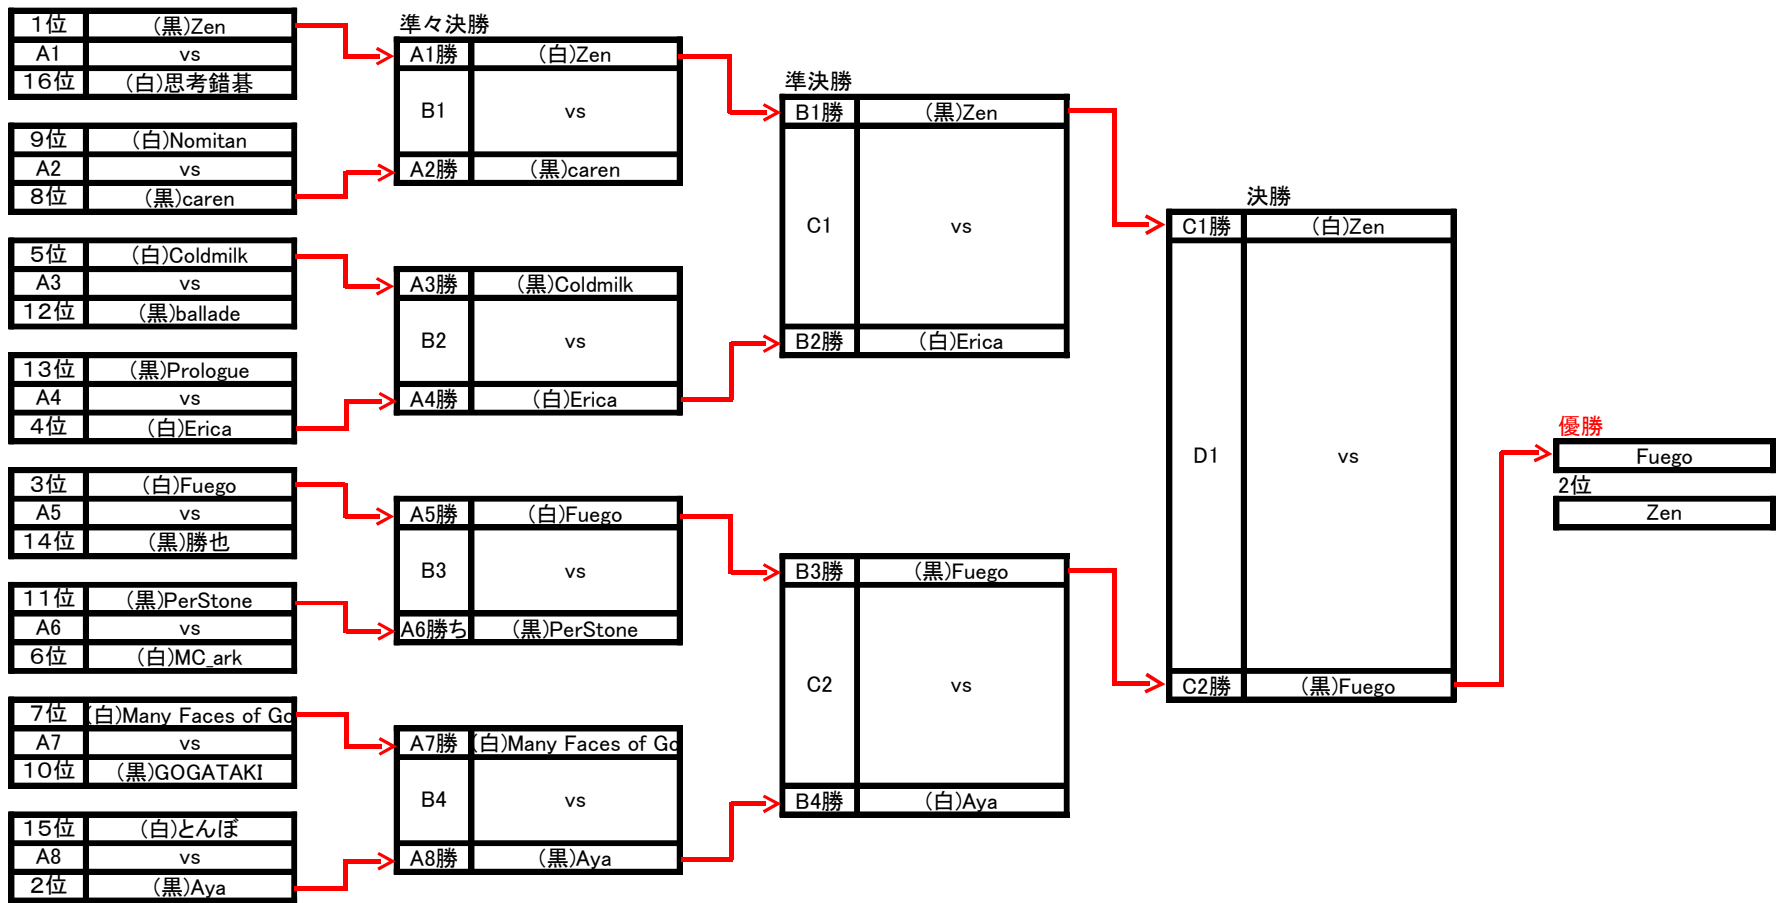 1位 (黒)Zen
A1 vs
16位 (白)思考錯碁
9位 (白)Nomitan
A2 vs
8位 (黒)caren
5位 (白)Coldmilk
A3 vs
12位 (黒)ballade
13位 (黒)Prologue
A4 vs
4位 (白)Erica
3位 (白)Fuego
A5 vs
14位 (黒)勝也
11位 (黒)PerStone
A6 vs
6位 (白)MC_ark
7位 (白)Many Faces of Go
A7 vs
10位 (黒)GOGATAKI
15位 (白)とんぼ
A8 vs
2位 (黒)Aya
準々決勝
A1勝 (白)Zen
B1 vs
A2勝 (黒)caren
A3勝 (黒)Coldmilk
B2 vs
A4勝 (白)Erica
A5勝 (白)Fuego
B3 vs
A6勝ち (黒)PerStone
A7勝 (白)Many Faces of Go
B4 vs
A8勝 (黒)Aya
準決勝
B1勝 (黒)Zen
C1 vs
B2勝 (白)Erica
B3勝 (黒)Fuego
C2 vs
B4勝 (白)Aya
決勝
C1勝 (白)Zen
D1 vs
C2勝 (黒)Fuego
優勝
Fuego
2位
Zen